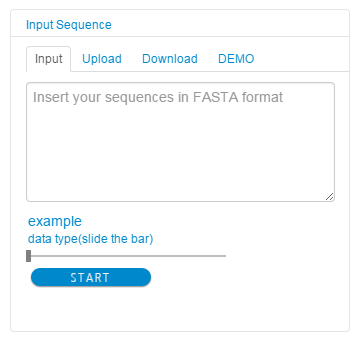 Input Sequence
Input Upload Download DEMO
Insert your sequences in FASTA format
example
data type(slide the bar)
START